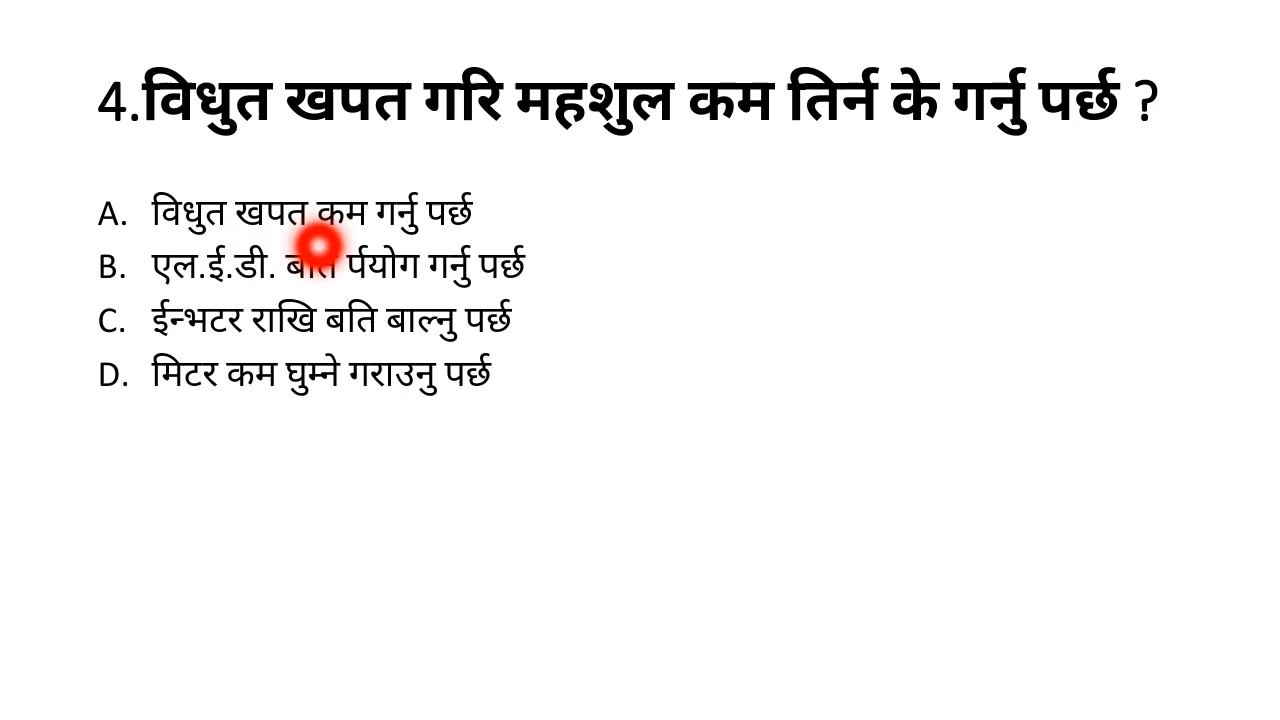 4.विधुत खपत गरि महशुल कम तिर्न के गर्नु पर्छ ?
A. विधुत खपत कम गर्नु पर्छ
B. एल.ई.डी. बति र्पयोग गर्नु पर्छ
C. ईन्भटर राखि बति बाल्नु पर्छ
D. मिटर कम घुम्ने गराउनु पर्छ